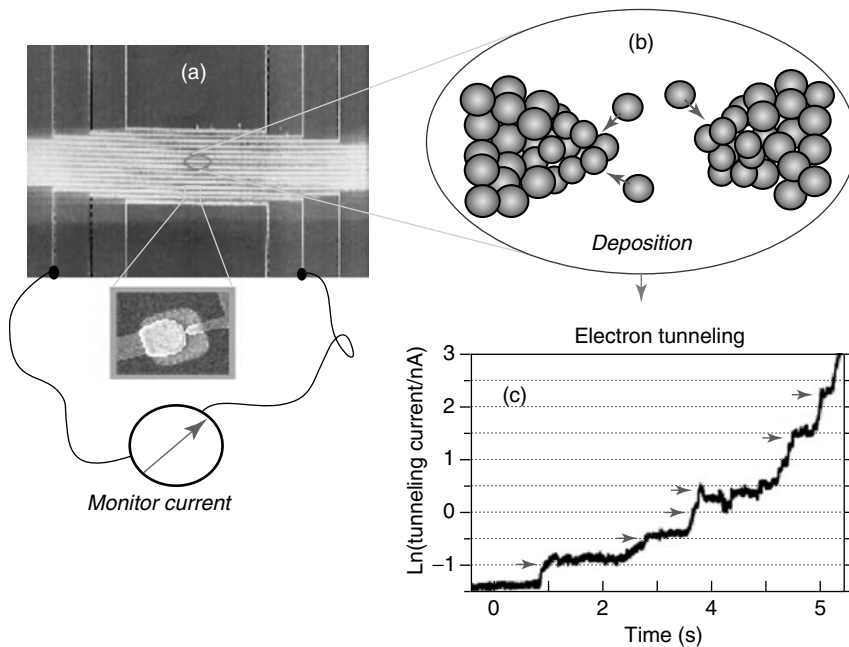 (a)
(b)
Deposition
Monitor current
Electron tunneling
(c)
Ln(tunneling current/nA)
3
2
1
0
−1
0
2
4
5
Time (s)